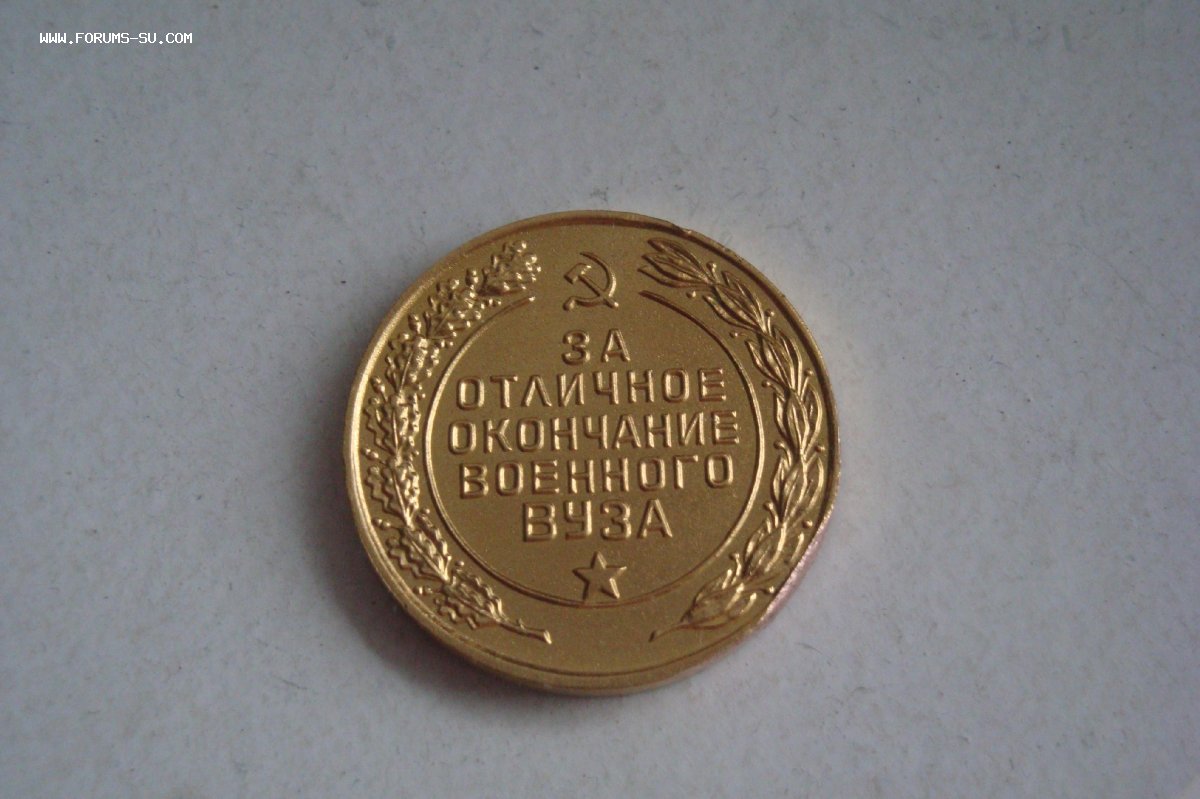 WWW.FORUMS-SU.COM
ЗА
ОТЛИЧНОЕ
ОКОНЧАНИЕ
ВОЕННОГО
ВУЗА